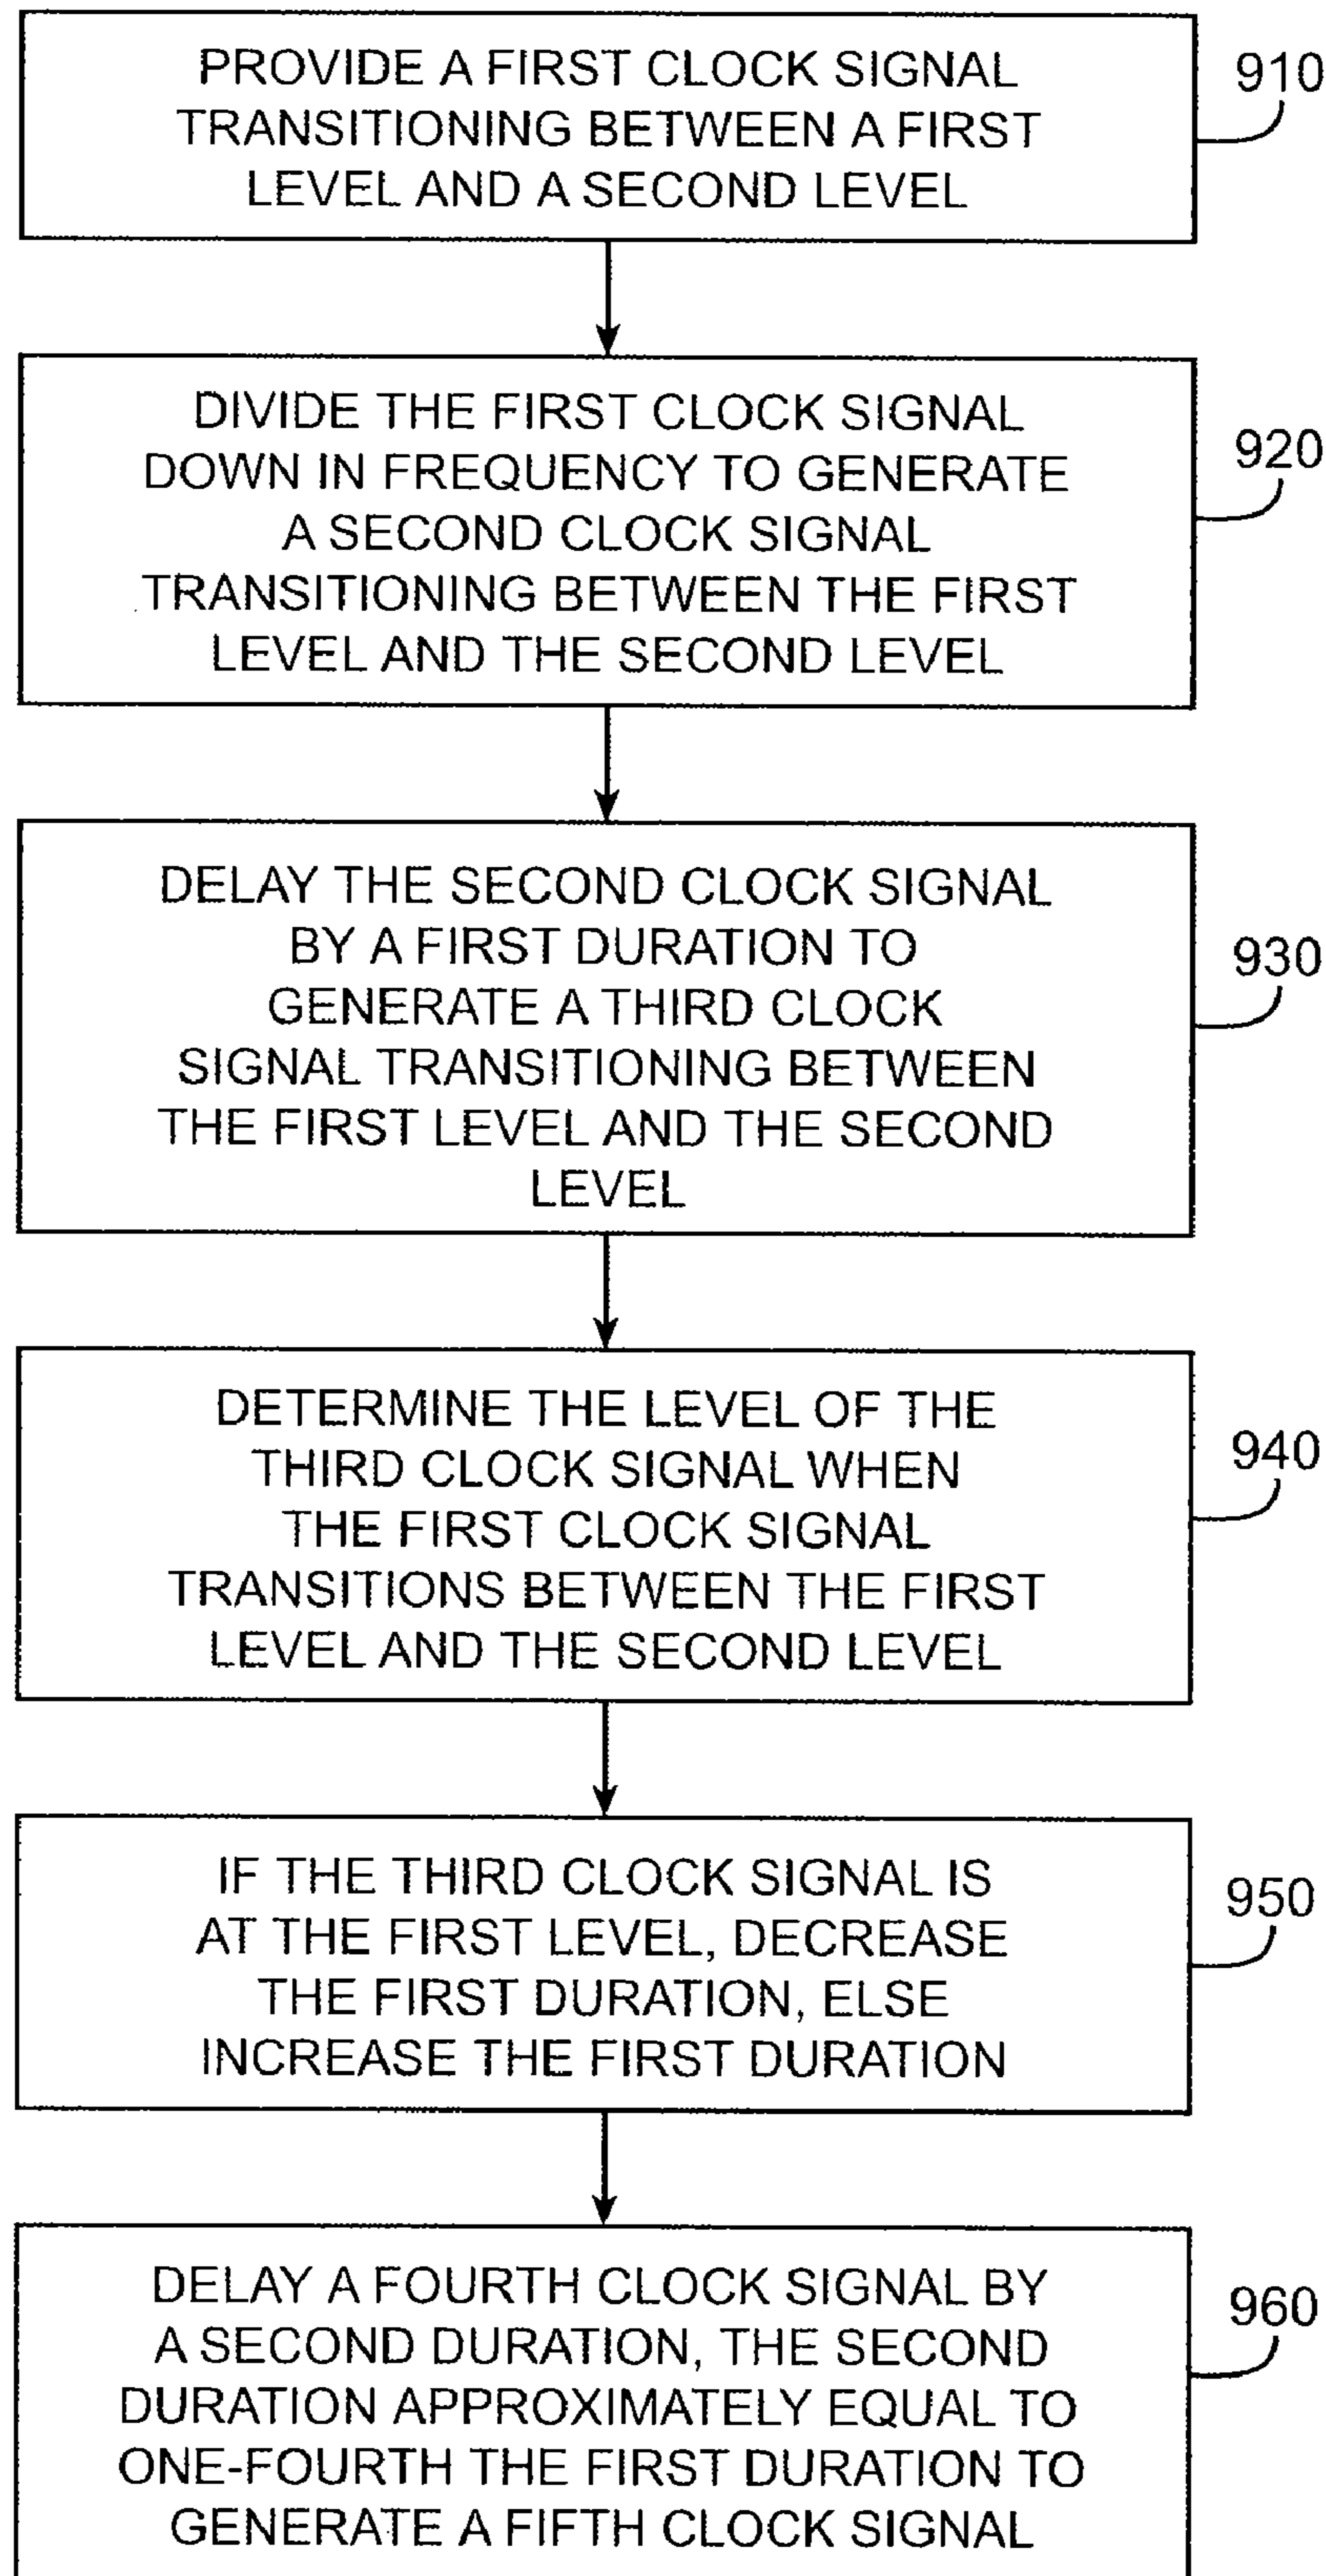 PROVIDE A FIRST CLOCK SIGNAL
TRANSITIONING BETWEEN A FIRST
LEVEL AND A SECOND LEVEL
910
DIVIDE THE FIRST CLOCK SIGNAL
DOWN IN FREQUENCY TO GENERATE
A SECOND CLOCK SIGNAL
TRANSITIONING BETWEEN THE FIRST
LEVEL AND THE SECOND LEVEL
920
DELAY THE SECOND CLOCK SIGNAL
BY A FIRST DURATION TO
GENERATE A THIRD CLOCK
SIGNAL TRANSITIONING BETWEEN
THE FIRST LEVEL AND THE SECOND
LEVEL
930
DETERMINE THE LEVEL OF THE
THIRD CLOCK SIGNAL WHEN
THE FIRST CLOCK SIGNAL
TRANSITIONS BETWEEN THE FIRST
LEVEL AND THE SECOND LEVEL
940
IF THE THIRD CLOCK SIGNAL IS
AT THE FIRST LEVEL, DECREASE
THE FIRST DURATION, ELSE
INCREASE THE FIRST DURATION
950
DELAY A FOURTH CLOCK SIGNAL BY
A SECOND DURATION, THE SECOND
DURATION APPROXIMATELY EQUAL TO
ONE-FOURTH THE FIRST DURATION TO
GENERATE A FIFTH CLOCK SIGNAL
960